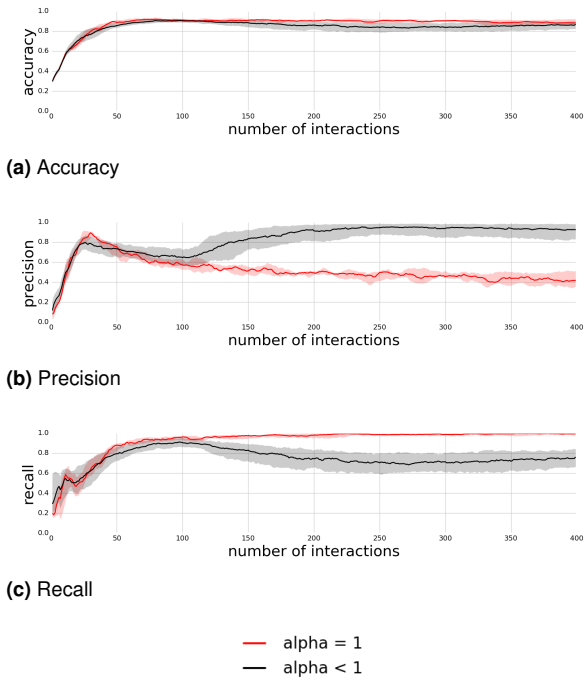 1.0
0.8
0.6
0.4
0.2
0.0
accuracy
0 50 100 150 200 250 300 350 400
number of interactions
(a) Accuracy
1.0
0.8
0.6
0.4
0.2
0.0
precision
0 50 100 150 200 250 300 350 400
number of interactions
(b) Precision
1.0
0.8
0.6
0.4
0.2
0.0
recall
0 50 100 150 200 250 300 350 400
number of interactions
(c) Recall
alpha = 1
alpha < 1